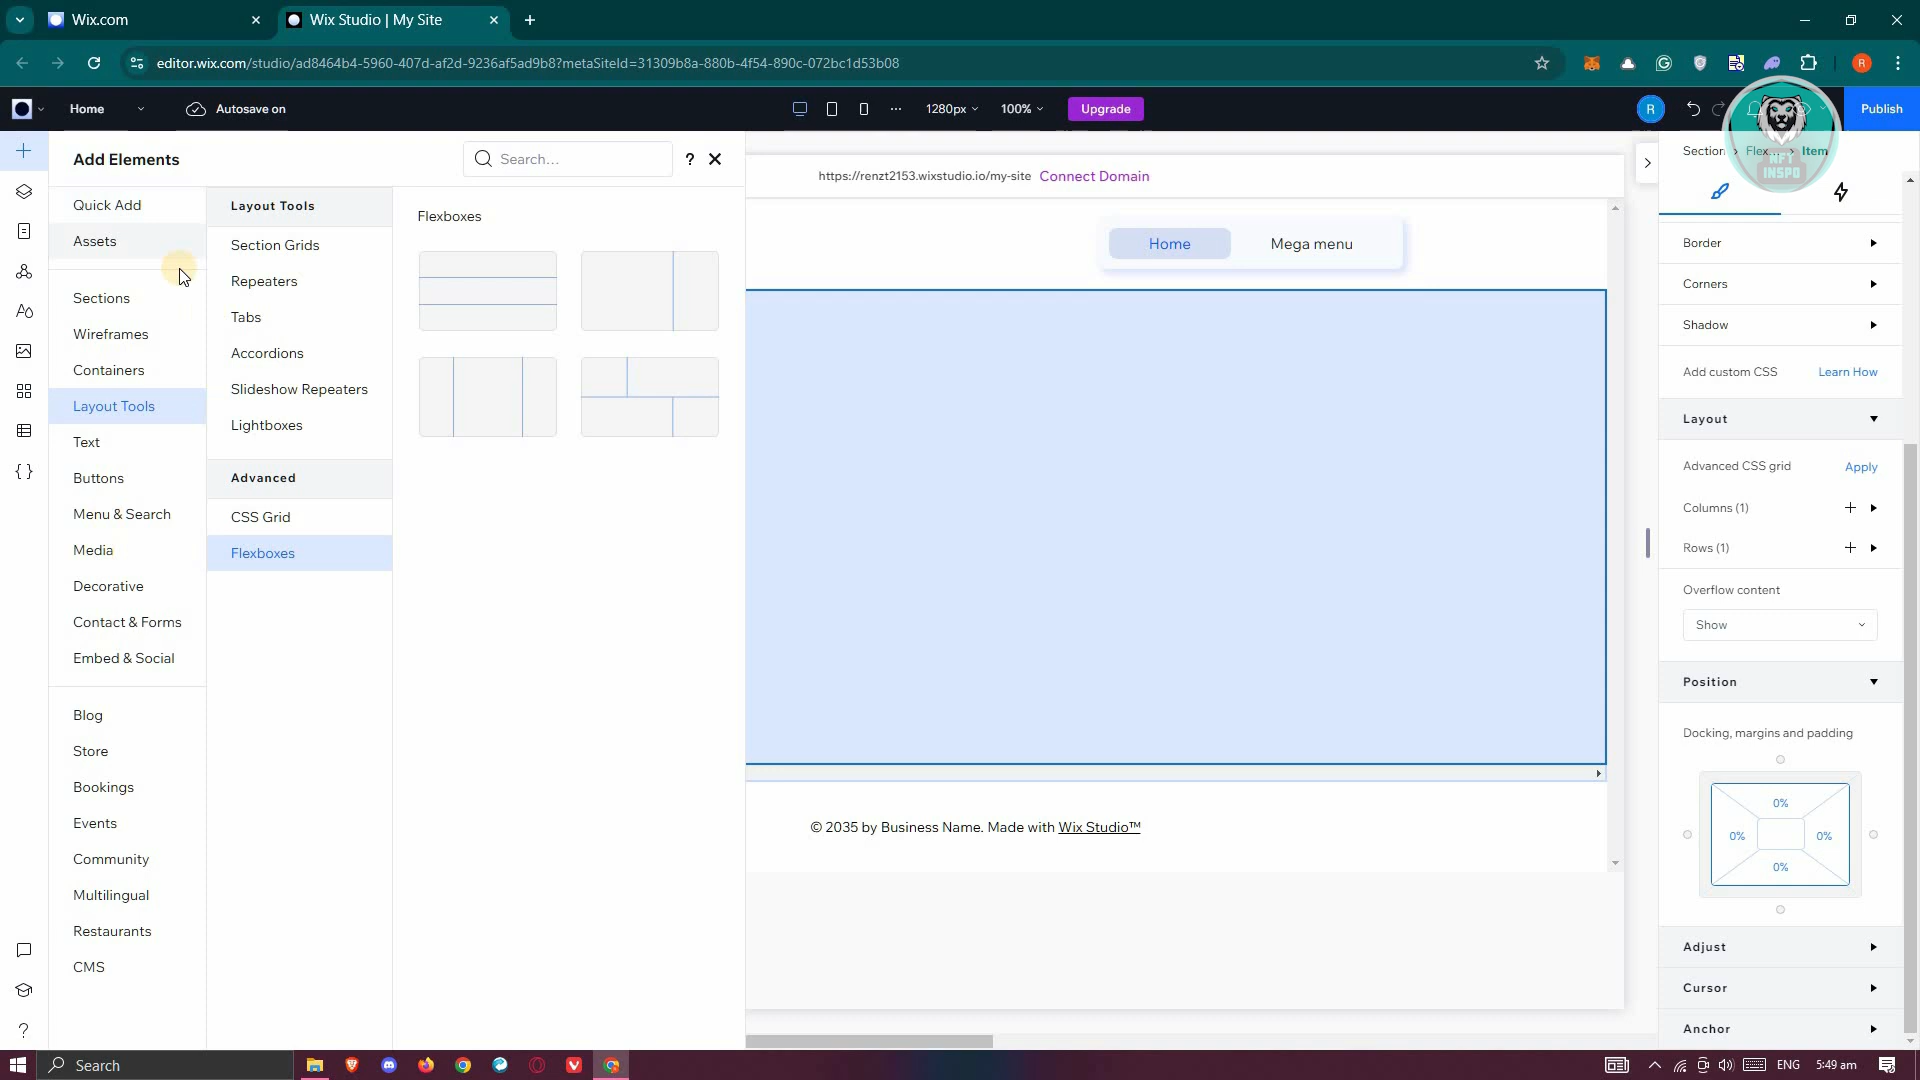 Wix.com
Wix Studio | My Site
editor.wix.com/studio/ad8464b4-5960-407d-af2d-9236af5ad9b8?metaSiteId=31309b8a-880b-4f54-890c-072bc1d53b08
R
Home
Autosave on
1280px
100%
Upgrade
R
Publish
Add Elements
Search...
?
https://renzt2153.wixstudio.io/my-site Connect Domain
Section
Flex...
Item
NFT
INSPO
Quick Add
Assets
Sections
Wireframes
Containers
Layout Tools
Text
Buttons
Menu & Search
Media
Decorative
Contact & Forms
Embed & Social
Blog
Store
Bookings
Events
Community
Multilingual
Restaurants
CMS
Layout Tools
Section Grids
Repeaters
Tabs
Accordions
Slideshow Repeaters
Lightboxes
Advanced
CSS Grid
Flexboxes
Flexboxes
Home
Mega menu
© 2035 by Business Name. Made with Wix Studio™
Border
Corners
Shadow
Add custom CSS
Learn How
Layout
Advanced CSS grid
Apply
Columns (1)
Rows (1)
Overflow content
Show
Position
Docking, margins and padding
0%
0%
0%
0%
Adjust
Cursor
Anchor
Search
ENG
5:49 am